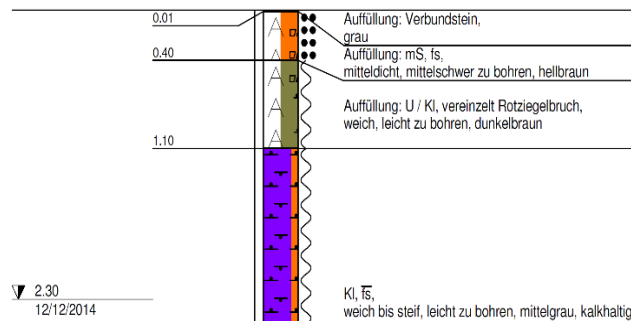 0.01
Auffüllung: Verbundstein,
grau
0.40
Auffüllung: mS, fs,
mitteldicht, mittelschwer zu bohren, hellbraun
Auffüllung: U / Kl, vereinzelt Rotziegelbruch,
weich, leicht zu bohren, dunkelbraun
1.10
A
A
A
A
A
2.30
12/12/2014
Kl, f̅s̅,
weich bis steif, leicht zu bohren, mittelgrau, kalkhaltig